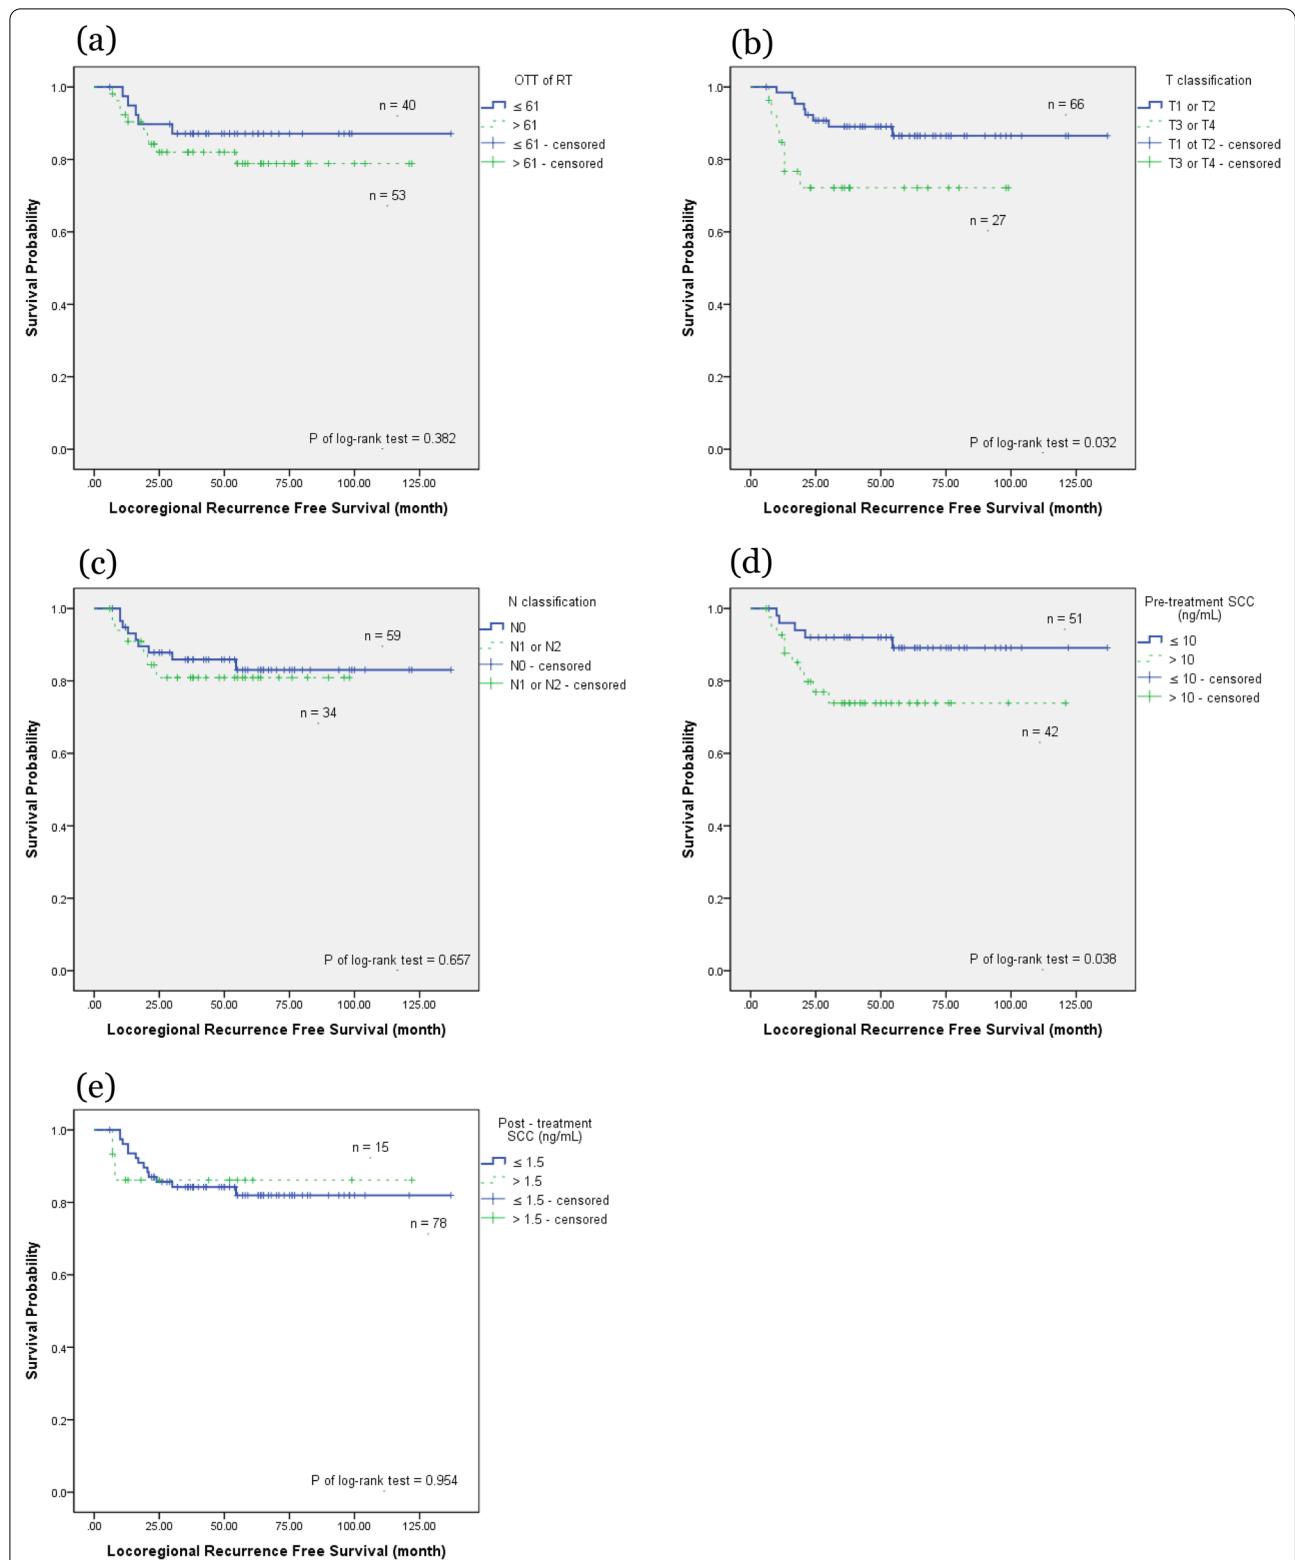 (a)
OTT of RT
≤ 61
> 61
≤ 61 - censored
> 61 - censored
n = 40
n = 53
P of log-rank test = 0.382
1.0
0.8
0.6
0.4
0.2
0.0
Survival Probability
.00 25.00 50.00 75.00 100.00 125.00
Locoregional Recurrence Free Survival (month)
(b)
T classification
T1 or T2
T3 or T4
T1 ot T2 - censored
T3 or T4 - censored
n = 66
n = 27
P of log-rank test = 0.032
1.0
0.8
0.6
0.4
0.2
0.0
Survival Probability
.00 25.00 50.00 75.00 100.00 125.00
Locoregional Recurrence Free Survival (month)
(c)
N classification
N0
N1 or N2
N0 - censored
N1 or N2 - censored
n = 59
n = 34
P of log-rank test = 0.657
1.0
0.8
0.6
0.4
0.2
0.0
Survival Probability
.00 25.00 50.00 75.00 100.00 125.00
Locoregional Recurrence Free Survival (month)
(d)
Pre-treatment SCC
(ng/mL)
≤ 10
> 10
≤ 10 - censored
> 10 - censored
n = 51
n = 42
P of log-rank test = 0.038
1.0
0.8
0.6
0.4
0.2
0.0
Survival Probability
.00 25.00 50.00 75.00 100.00 125.00
Locoregional Recurrence Free Survival (month)
(e)
Post - treatment
SCC (ng/mL)
≤ 1.5
> 1.5
≤ 1.5 - censored
> 1.5 - censored
n = 15
n = 78
P of log-rank test = 0.954
1.0
0.8
0.6
0.4
0.2
0.0
Survival Probability
.00 25.00 50.00 75.00 100.00 125.00
Locoregional Recurrence Free Survival (month)